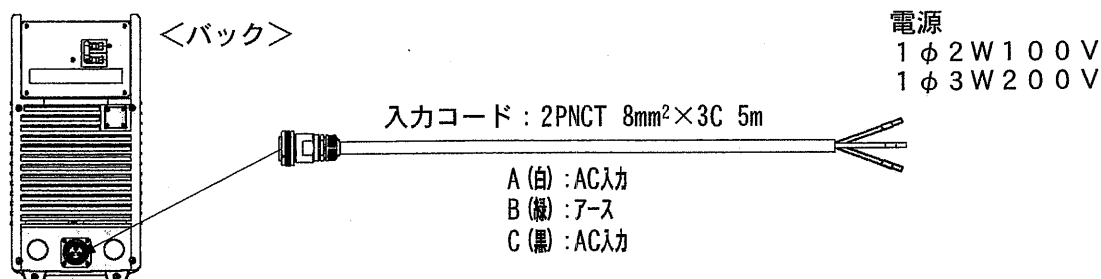 ＜バック＞
電源
１φ２Ｗ１００Ｖ
１φ３Ｗ２００Ｖ
入力コード：2PNCT 8mm²×3C 5m
A (白) : AC入力
B (緑) : アース
C (黒) : AC入力